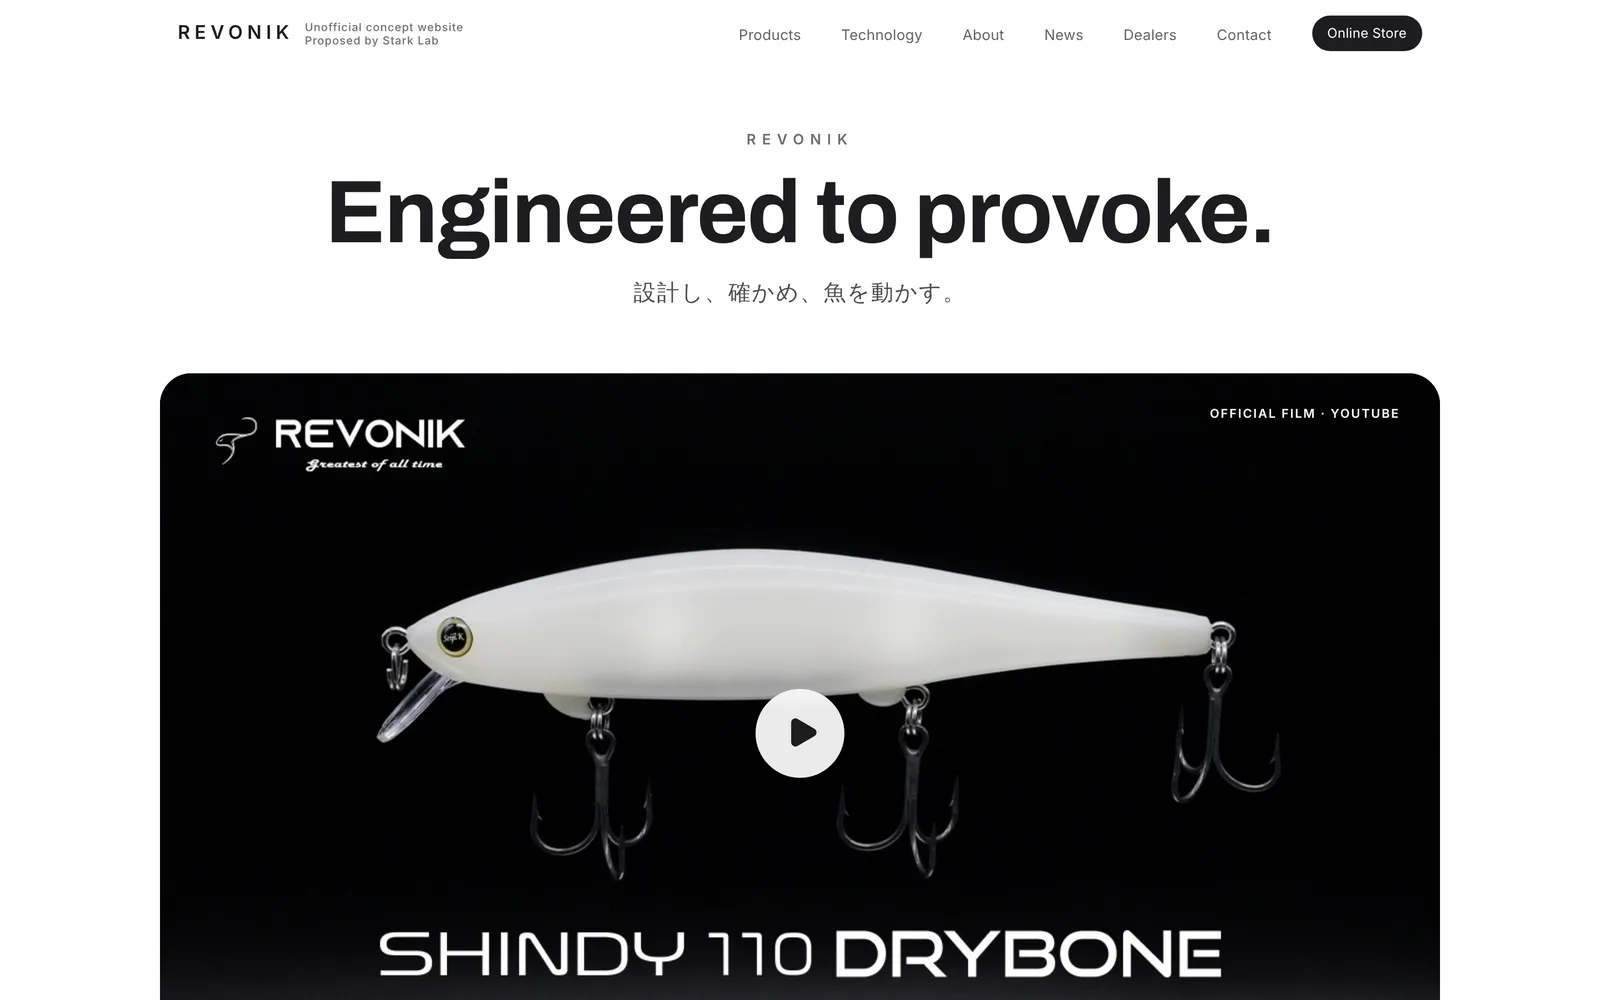 REVONIK
Unofficial concept website
Proposed by Stark Lab
Products
Technology
About
News
Dealers
Contact
Online Store
REVONIK
Engineered to provoke.
設計し、確かめ、魚を動かす。
REVONIK
Greatest of all time
OFFICIAL FILM · YOUTUBE
Seiji K
SHINDY 110 DRYBONE